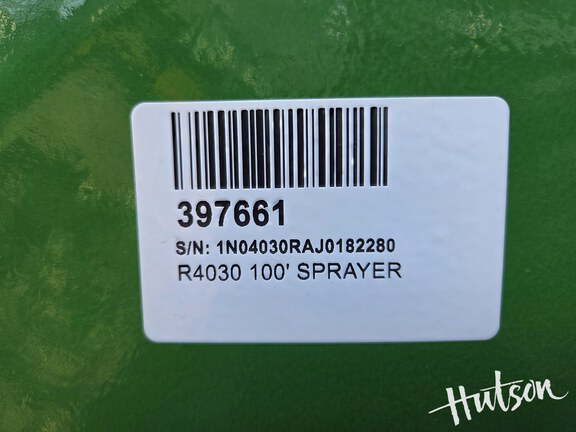 397661
S/N: 1N04030RAJ0182280
R4030 100' SPRAYER
Hutson